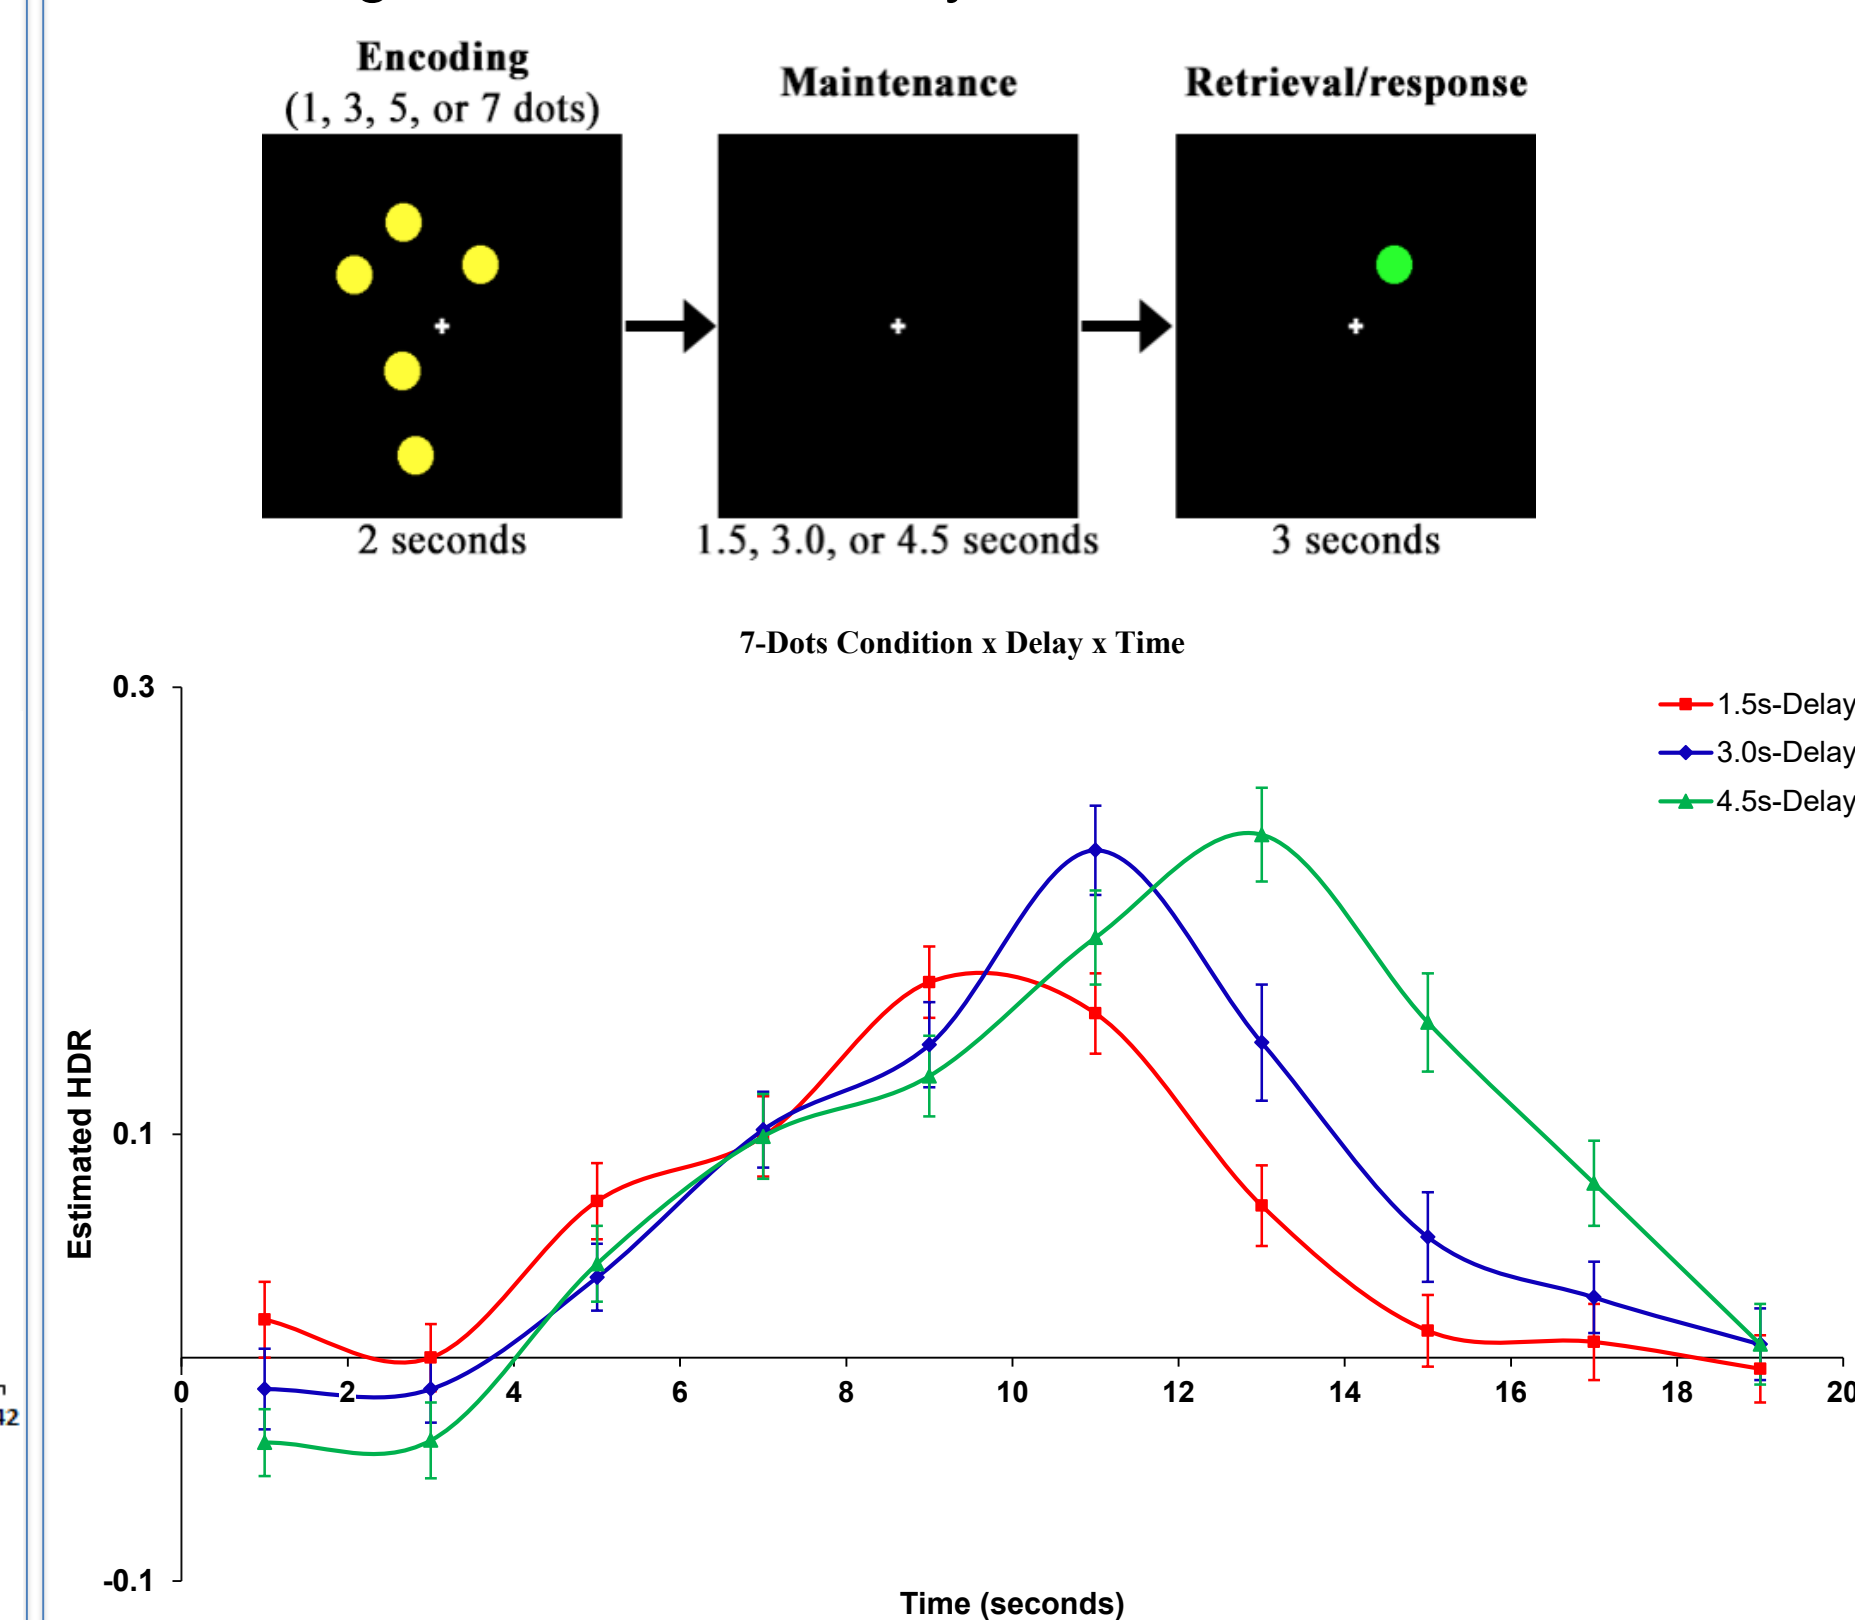 Encoding
(1, 3, 5, or 7 dots)
Maintenance
Retrieval/response
2 seconds
1.5, 3.0, or 4.5 seconds
3 seconds
7-Dots Condition x Delay x Time
0.3
0.1
-0.1
Estimated HDR
1.5s-Delay
3.0s-Delay
4.5s-Delay
0 2 4 6 8 10 12 14 16 18 20
Time (seconds)
42